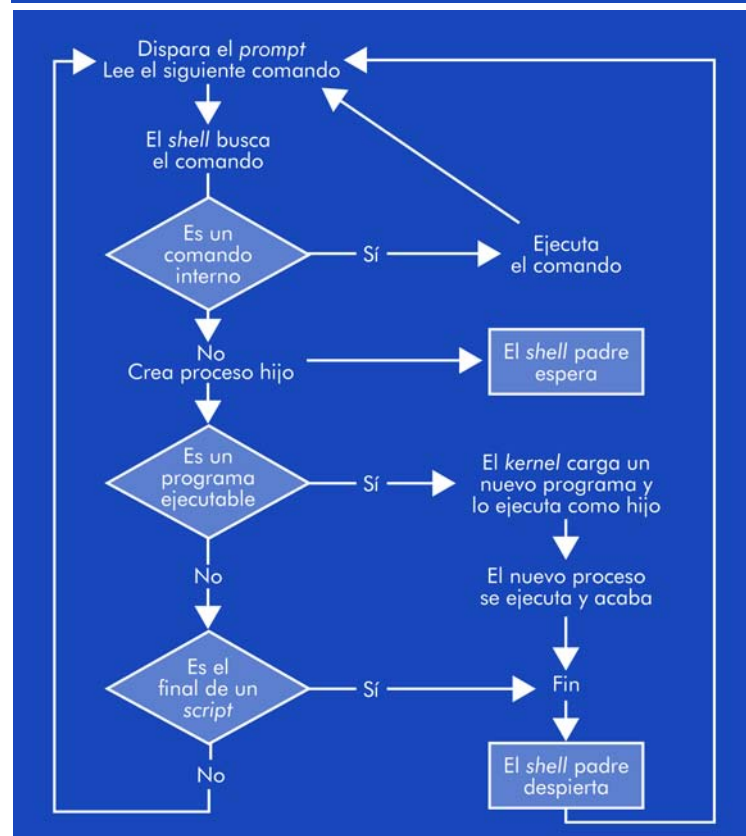 Dispara el prompt
Lee el siguiente comando
El shell busca
el comando
Es un
comando
interno
Sí
Ejecuta
el comando
No
Crea proceso hijo
El shell padre
espera
Es un
programa
ejecutable
Sí
El kernel carga un
nuevo programa y
lo ejecuta como hijo
No
El nuevo proceso
se ejecuta y acaba
Es el
final de un
script
Sí
Fin
No
El shell padre
despierta